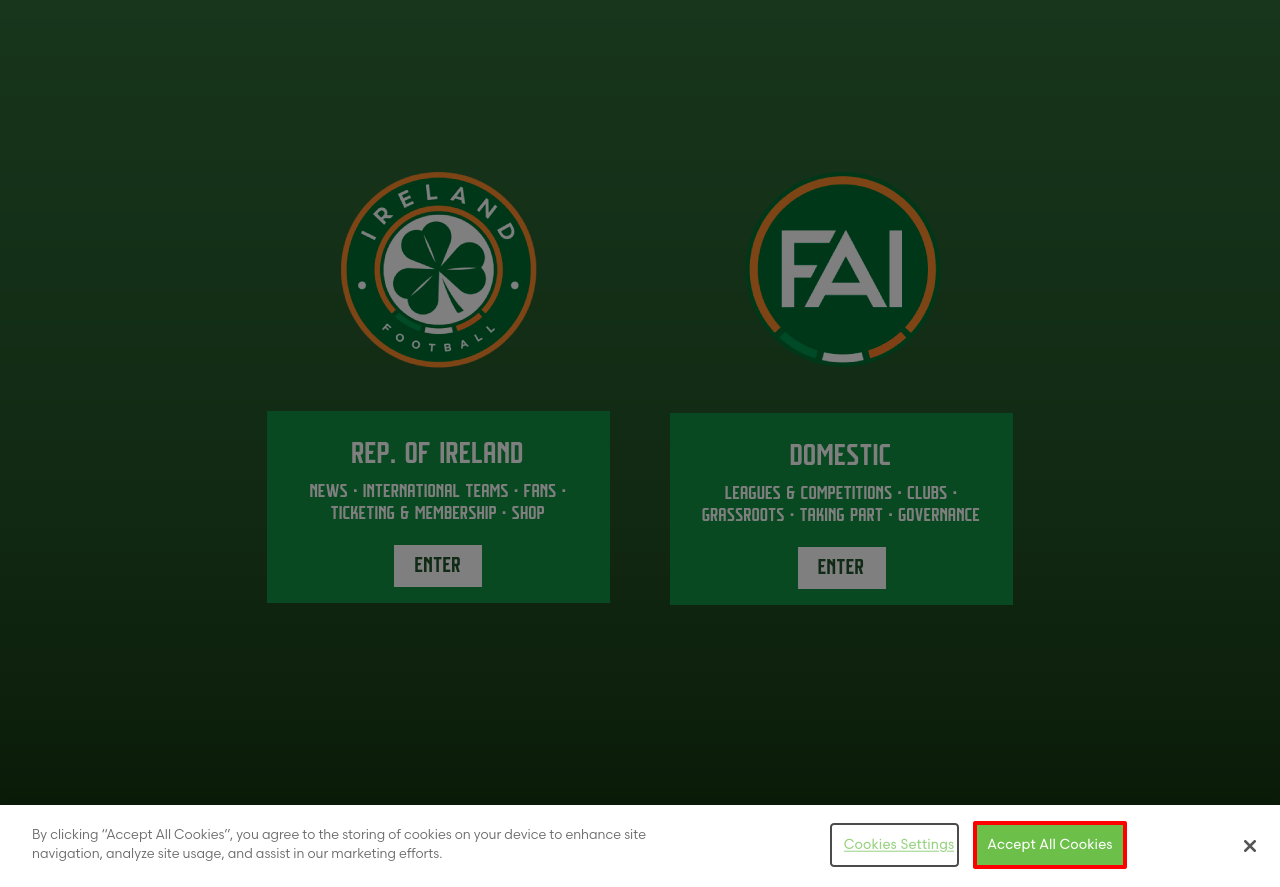 IRELAND
FOOTBALL
FAI
REP. OF IRELAND
NEWS • INTERNATIONAL TEAMS • FANS •
TICKETING & MEMBERSHIP • SHOP
ENTER
DOMESTIC
LEAGUES & COMPETITIONS • CLUBS •
GRASSROOTS • TAKING PART • GOVERNANCE
ENTER
By clicking “Accept All Cookies”, you agree to the storing of cookies on your device to enhance site
navigation, analyze site usage, and assist in our marketing efforts.
Cookies Settings
Accept All Cookies